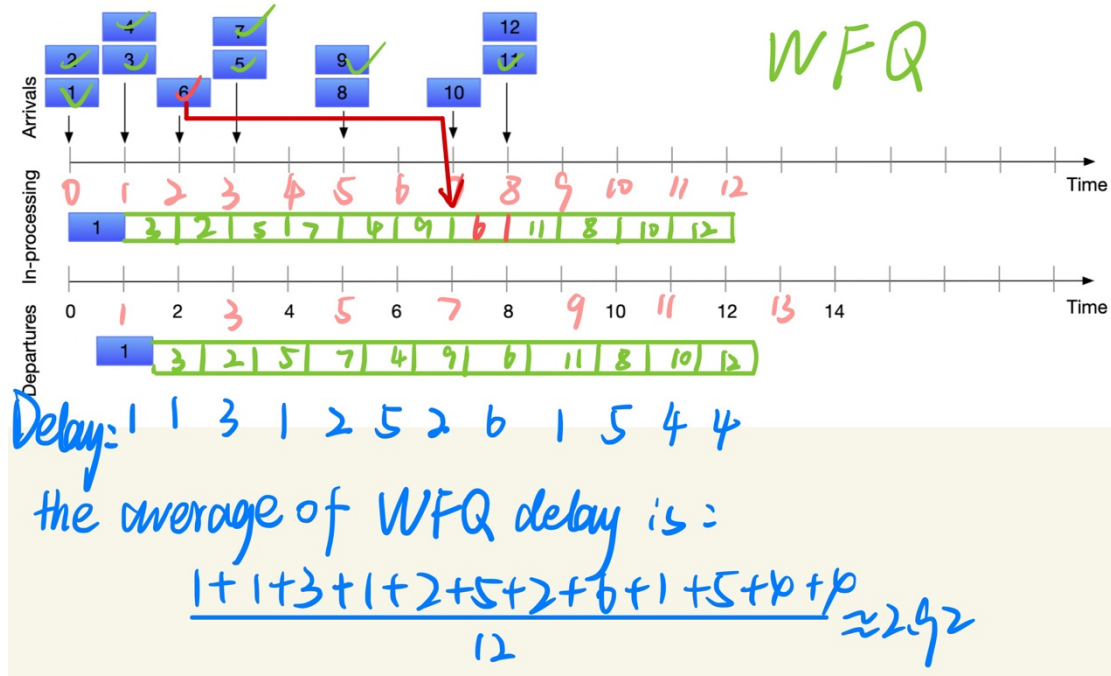 4 7 12
2 3 5 9 11 WFQ
1 6 8 10
Arrivals
Time
0 1 2 3 4 5 6 7 8 9 10 11 12
In-processing
1 3 2 5 7 4 9 6 11 8 10 12
Time
0 1 2 3 4 5 6 7 8 9 10 11 12 13 14
Departures
1 3 2 5 7 4 9 6 11 8 10 12
Delay: 1 1 3 1 2 5 2 6 1 5 4 4
the average of WFQ delay is:
1+1+3+1+2+5+2+6+1+5+4+4
12
≈2.92